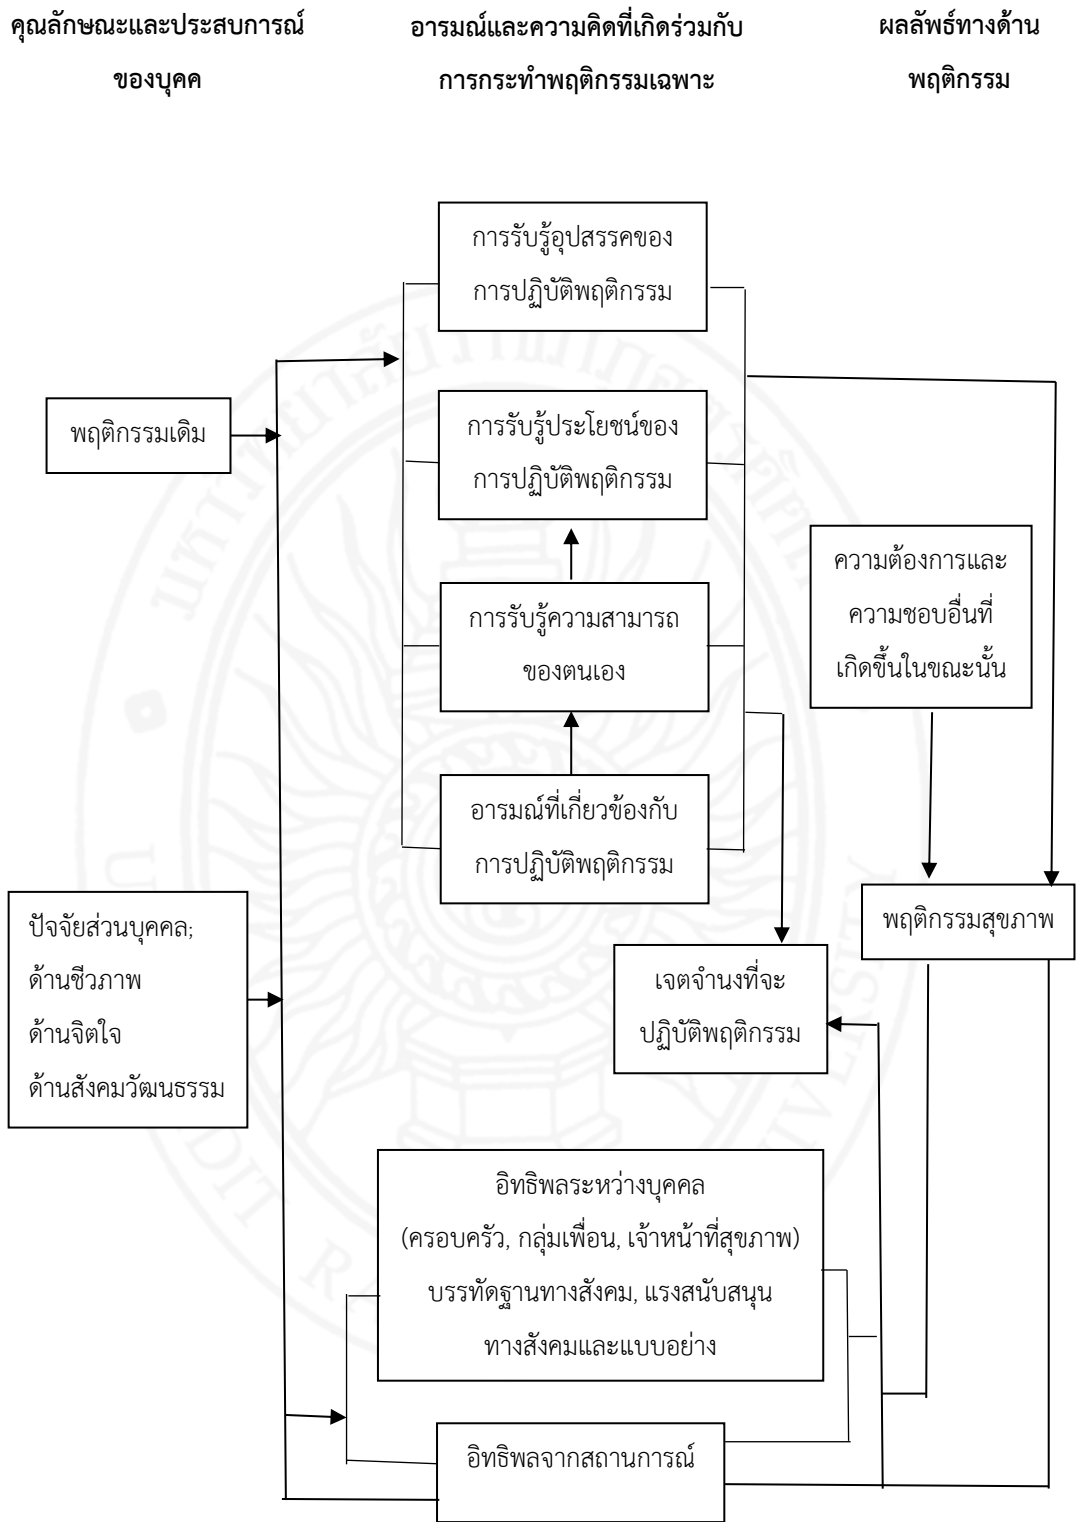 คุณลักษณะและประสบการณ์
ของบุคค
อารมณ์และความคิดที่เกิดร่วมกับ
การกระทำพฤติกรรมเฉพาะ
ผลลัพธ์ทางด้าน
พฤติกรรม
การรับรู้อุปสรรคของ
การปฏิบัติพฤติกรรม
พฤติกรรมเดิม
การรับรู้ประโยชน์ของ
การปฏิบัติพฤติกรรม
ความต้องการและ
ความชอบอื่นที่
เกิดขึ้นในขณะนั้น
การรับรู้ความสามารถ
ของตนเอง
อารมณ์ที่เกี่ยวข้องกับ
การปฏิบัติพฤติกรรม
ปัจจัยส่วนบุคคล;
ด้านชีวภาพ
ด้านจิตใจ
ด้านสังคมวัฒนธรรม
พฤติกรรมสุขภาพ
เจตจำนงที่จะ
ปฏิบัติพฤติกรรม
อิทธิพลระหว่างบุคคล
(ครอบครัว, กลุ่มเพื่อน, เจ้าหน้าที่สุขภาพ)
บรรทัดฐานทางสังคม, แรงสนับสนุน
ทางสังคมและแบบอย่าง
อิทธิพลจากสถานการณ์